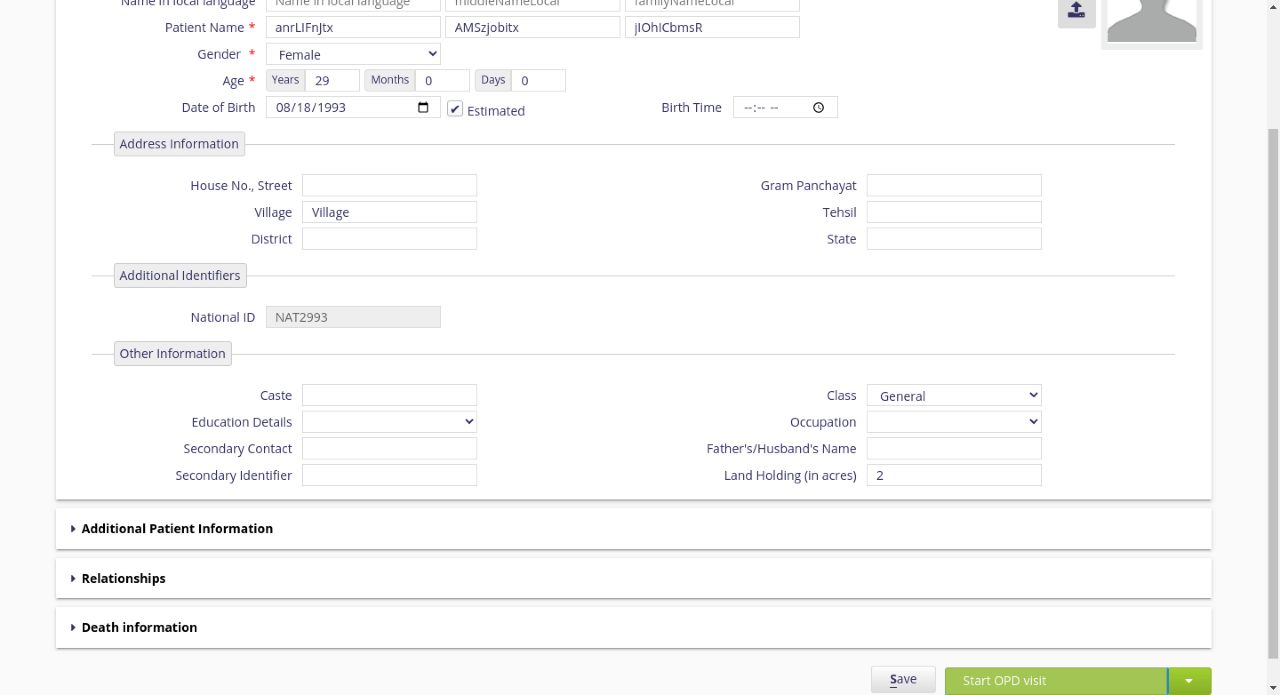 Name in local language Name in local language middleNameLocal familyNameLocal
Patient Name * anrLIFnJtx AMSzjobitx jIOhlCbmsR
Gender * Female
Age * Years 29 Months 0 Days 0
Date of Birth 08/18/1993 Estimated Birth Time --:-- --
Address Information
House No., Street Gram Panchayat
Village Village Tehsil
District State
Additional Identifiers
National ID NAT2993
Other Information
Caste Class General
Education Details Occupation
Secondary Contact Father's/Husband's Name
Secondary Identifier Land Holding (in acres) 2
Additional Patient Information
Relationships
Death information
Save Start OPD visit